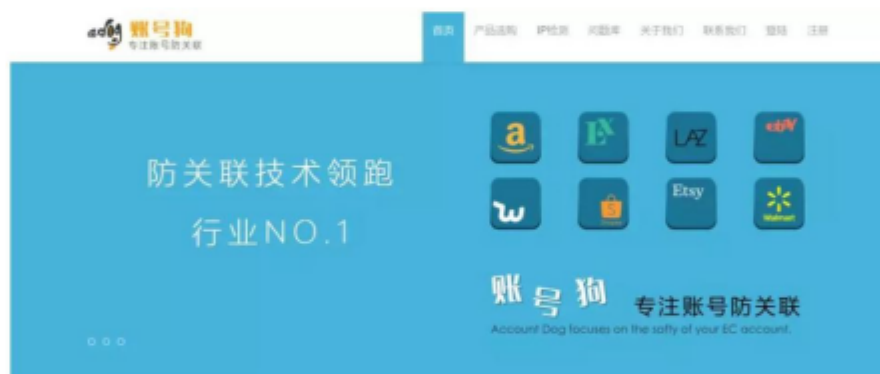 adog 账号狗
专注账号防关联
首页 产品选购 IP检测 问题库 关于我们 联系我们 登陆 注册
防关联技术领跑
行业NO.1
a LAZ ebay
w S Etsy Walmart
账号狗 专注账号防关联
Account Dog focuses on the safty of your EC account.